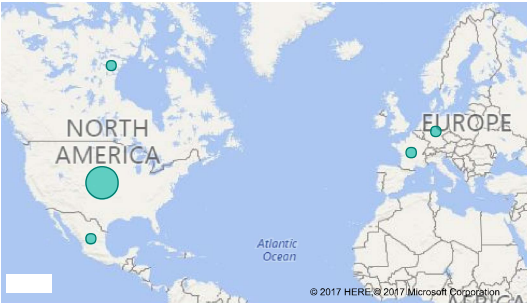 NORTH
AMERICA
EUROPE
Atlantic
Ocean
© 2017 HERE © 2017 Microsoft Corporation